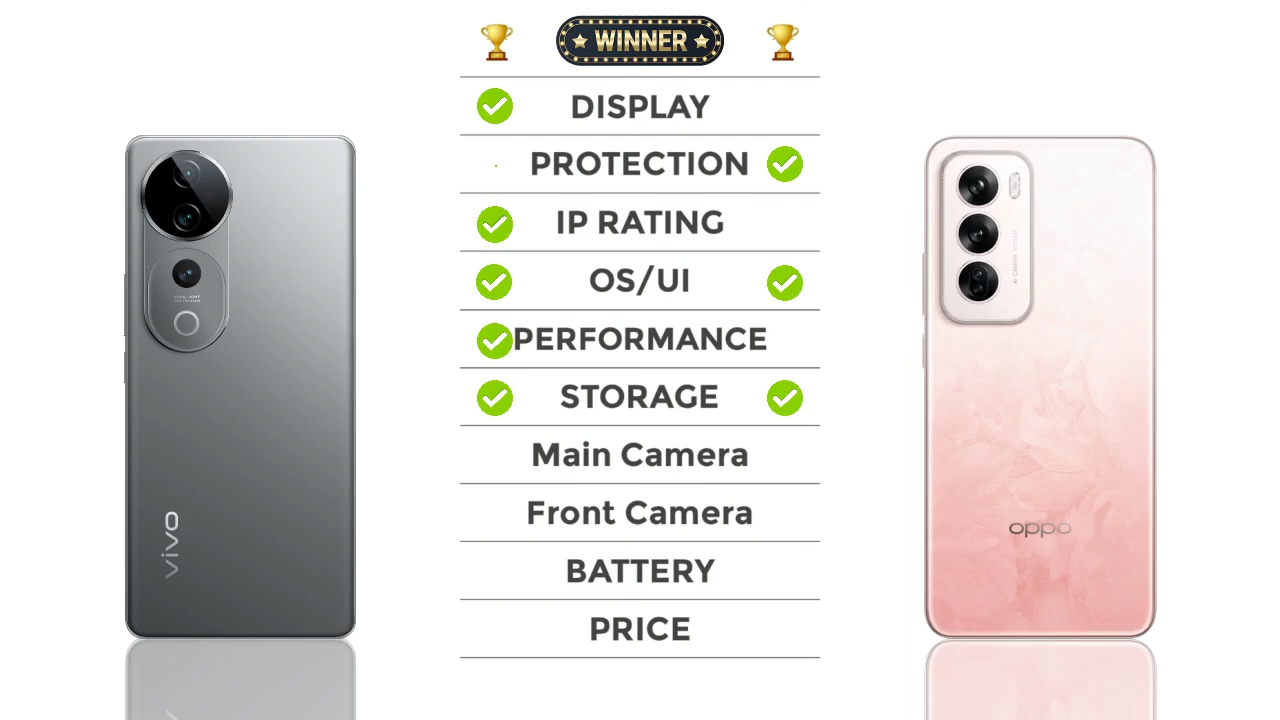 WINNER
DISPLAY
PROTECTION
IP RATING
OS/UI
PERFORMANCE
STORAGE
Main Camera
Front Camera
BATTERY
PRICE
vivo
oppo